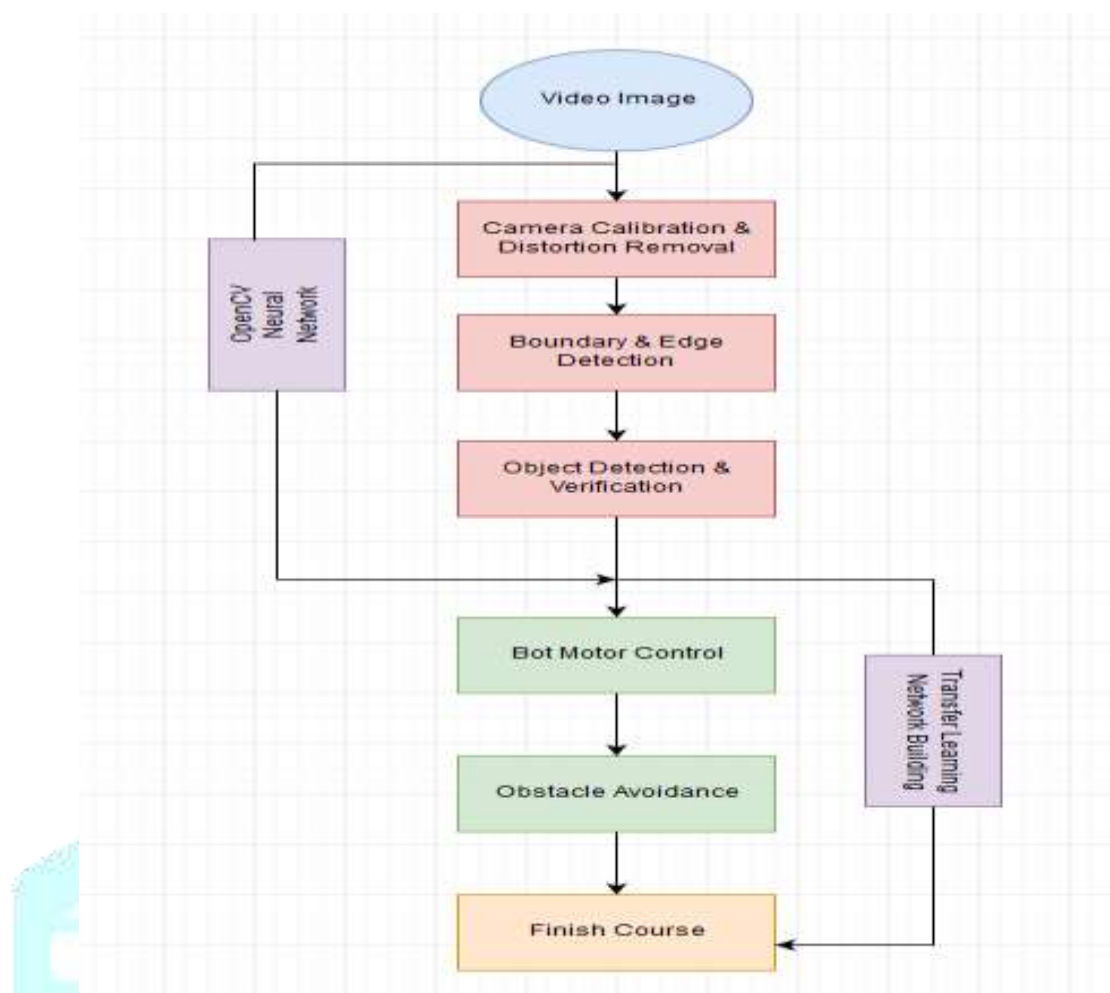 Video Image
Camera Calibration &
Distortion Removal
OpenCV
Neural
Network
Boundary & Edge
Detection
Object Detection &
Verification
Bot Motor Control
Transfer Learning
Network Building
Obstacle Avoidance
Finish Course